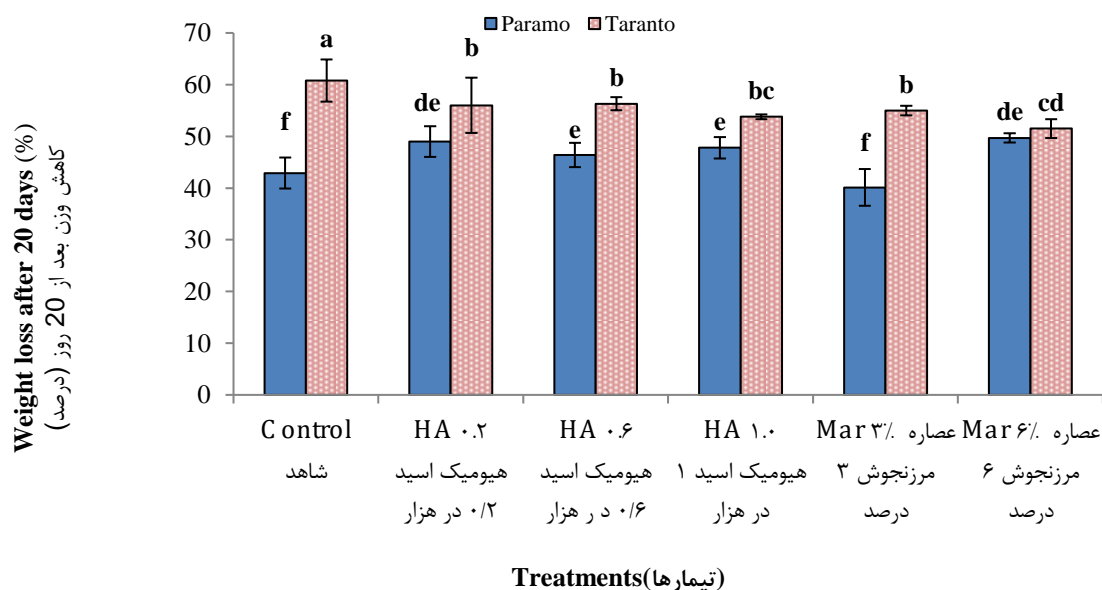 Paramo Taranto
70
60
50
40
30
20
10
0
a
b
b
bc
b
cd
f
de
e
e
f
de
Weight loss after 20 days (%)
کاهش وزن بعد از 20 روز (درصد)
Control
شاهد
HA ۰.۲
هیومیک اسید
۰/۲ در هزار
HA ۰.۶
هیومیک اسید
۰/۶ د ر هزار
HA ۱.۰
هیومیک اسید ۱
در هزار
Mar ۳٪ عصاره
مرزنجوش ۳
درصد
Mar ۶٪ عصاره
مرزنجوش ۶
درصد
Treatments(تیمارها)